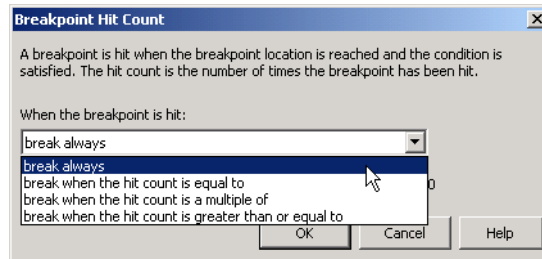 Breakpoint Hit Count
A breakpoint is hit when the breakpoint location is reached and the condition is
satisfied. The hit count is the number of times the breakpoint has been hit.
When the breakpoint is hit:
break always
break always
break when the hit count is equal to
break when the hit count is a multiple of
break when the hit count is greater than or equal to
0
OK
Cancel
Help